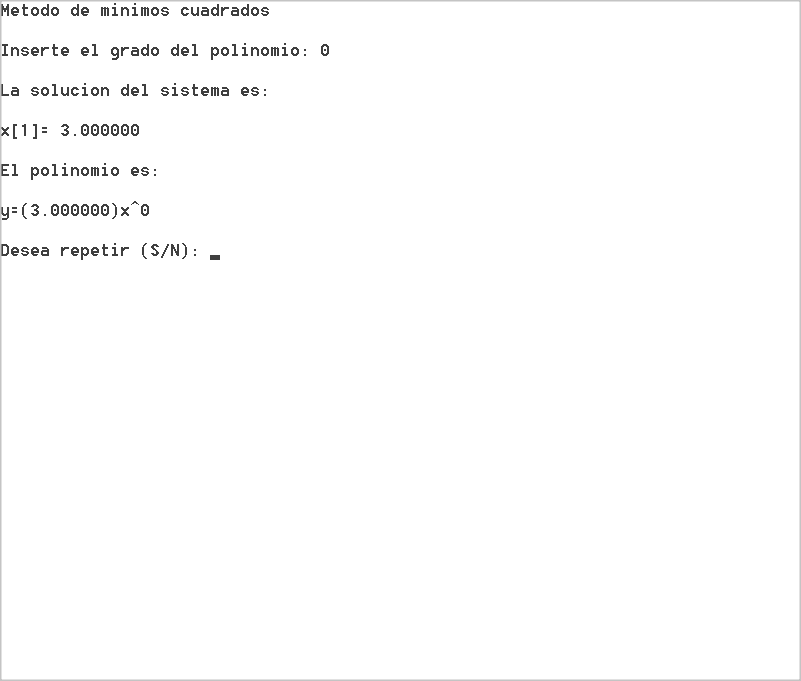 Metodo de minimos cuadrados
Inserte el grado del polinomio: 0
La solucion del sistema es:
x[1]= 3.000000
El polinomio es:
y=(3.000000)x^0
Desea repetir (S/N): _